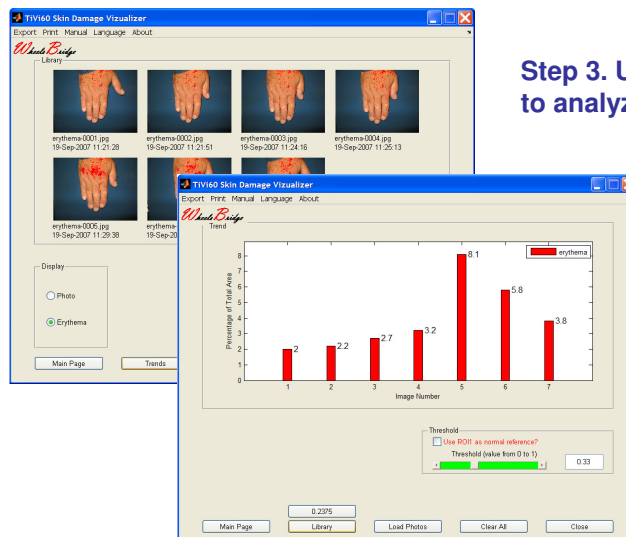 TiVi60 Skin Damage Vizualizer
Export Print Manual Language About
WheelsBridge
Library
erythema-0001.jpg
19-Sep-2007 11:21:28
erythema-0002.jpg
19-Sep-2007 11:21:51
erythema-0003.jpg
19-Sep-2007 11:24:16
erythema-0004.jpg
19-Sep-2007 11:25:13
erythema-0005.jpg
19-Sep-2007 11:29:38
19-Sep-20
Display
Photo
Erythema
Main Page
Trends
Step 3.
to analyz
TiVi60 Skin Damage Vizualizer
Export Print Manual Language About
WheelsBridge
Trend
erythema
Percentage of Total Area
8
7
6
5
4
3
2
1
0
2
2.2
2.7
3.2
8.1
5.8
3.8
1 2 3 4 5 6 7
Image Number
Threshold
Use ROI1 as normal reference?
Threshold (value from 0 to 1)
0.33
0.2375
Main Page
Library
Load Photos
Clear All
Close